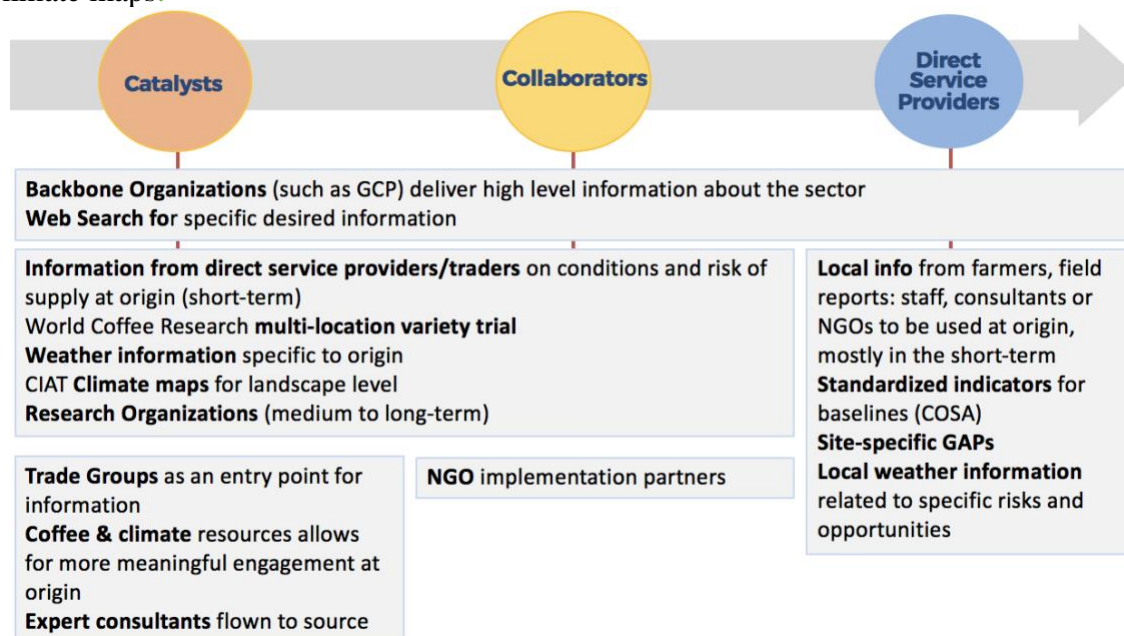 Catalysts
Collaborators
Direct
Service
Providers
Backbone Organizations (such as GCP) deliver high level information about the sector
Web Search for specific desired information
Information from direct service providers/traders on conditions and risk of
supply at origin (short-term)
World Coffee Research multi-location variety trial
Weather information specific to origin
CIAT Climate maps for landscape level
Research Organizations (medium to long-term)
Local info from farmers, field
reports: staff, consultants or
NGOs to be used at origin,
mostly in the short-term
Standardized indicators for
baselines (COSA)
Site-specific GAPs
Local weather information
related to specific risks and
opportunities
Trade Groups as an entry point for
information
Coffee & climate resources allows
for more meaningful engagement at
origin
Expert consultants flown to source
NGO implementation partners